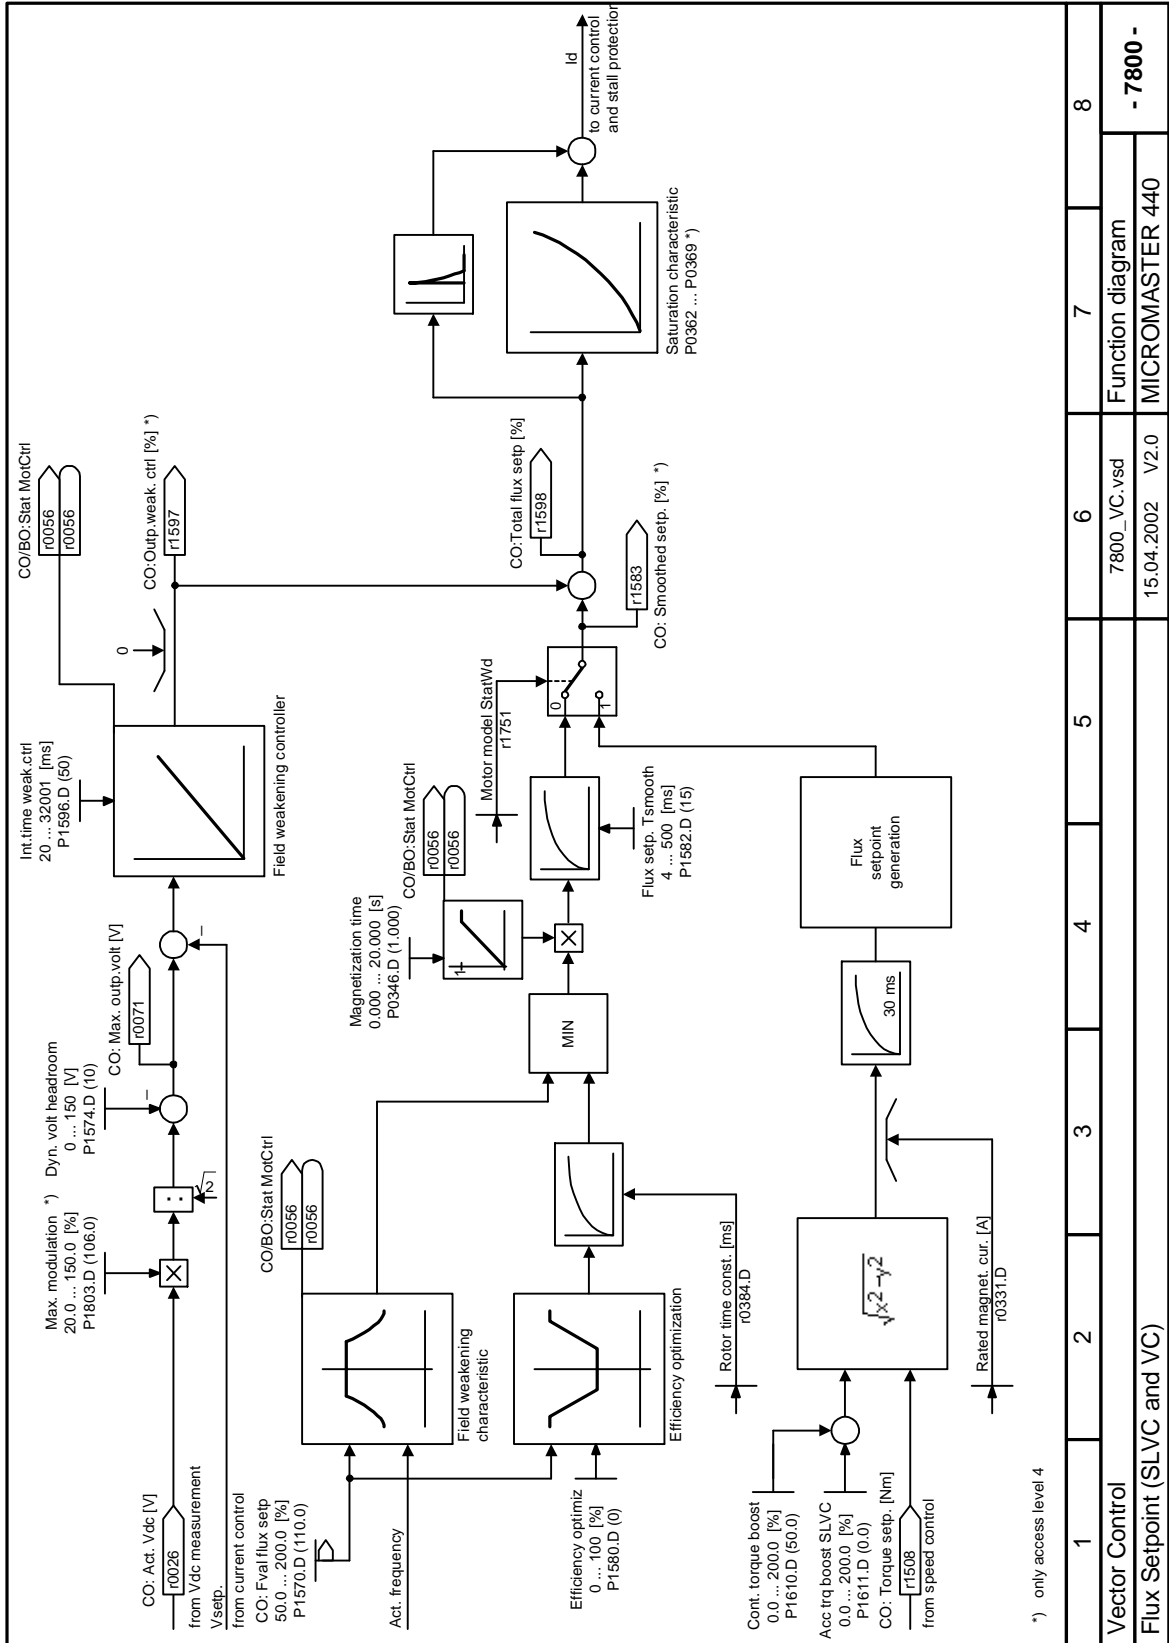 CO: Act. Vdc [V]
r0026
from Vdc measurement
Vsetp.
from current control
Max. modulation *)
20.0 ... 150.0 [%]
P1803.D (106.0)
√2
Dyn. volt headroom
0 ... 150 [V]
P1574.D (10)
–
CO: Max. outp.volt [V]
r0071
–
Int.time weak.ctrl
20 ... 32001 [ms]
P1596.D (50)
Field weakening controller
0
CO/BO:Stat MotCtrl
r0056
r0056
CO:Outp.weak. ctrl [%] *)
r1597
CO: Fval flux setp
50.0 ... 200.0 [%]
P1570.D (110.0)
Act. frequency
Field weakening
characteristic
CO/BO:Stat MotCtrl
r0056
r0056
Efficiency optimiz
0 ... 100 [%]
P1580.D (0)
Efficiency optimization
Rotor time const. [ms]
r0384.D
MIN
Magnetization time
0.000 ... 20.000 [s]
P0346.D (1.000)
1
CO/BO:Stat MotCtrl
r0056
r0056
Flux setp. Tsmooth
4 ... 500 [ms]
P1582.D (15)
Motor model StatWd
r1751
0
1
CO: Smoothed setp. [%] *)
r1583
CO:Total flux setp [%]
r1598
Saturation characteristic
P0362 ... P0369 *)
Id
to current control
and stall protection
Cont. torque boost
0.0 ... 200.0 [%]
P1610.D (50.0)
Acc trq boost SLVC
0.0 ... 200.0 [%]
P1611.D (0.0)
CO: Torque setp. [Nm]
r1508
from speed control
√x²-y²
Rated magnet. cur. [A]
r0331.D
30 ms
Flux
setpoint
generation
*) only access level 4
1 2 3 4 5 6 7 8
Vector Control 7800_VC.vsd Function diagram - 7800 -
Flux Setpoint (SLVC and VC) 15.04.2002 V2.0 MICROMASTER 440